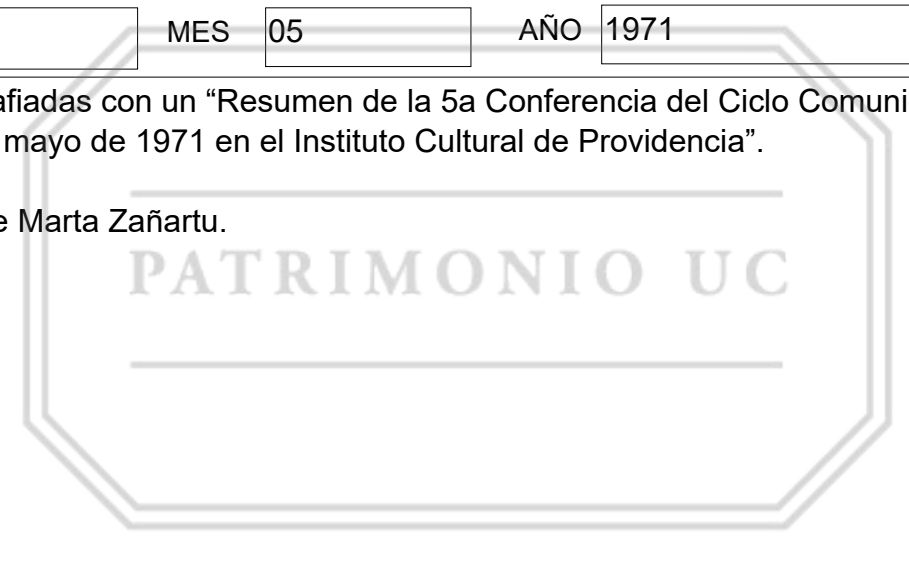 MES 05 AÑO 1971
afiadas con un “Resumen de la 5a Conferencia del Ciclo Comuni
mayo de 1971 en el Instituto Cultural de Providencia”.
e Marta Zañartu.
PATRIMONIO UC